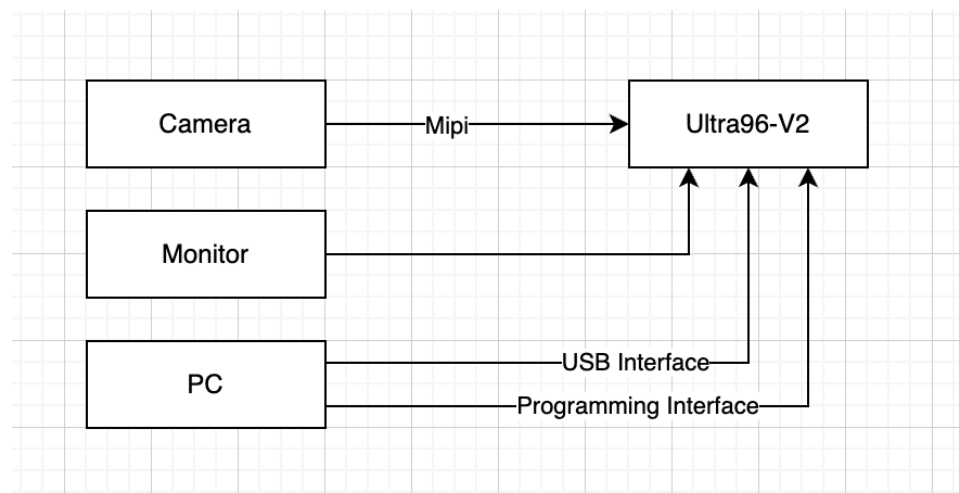 Camera
Mipi
Ultra96-V2
Monitor
USB Interface
PC
Programming Interface